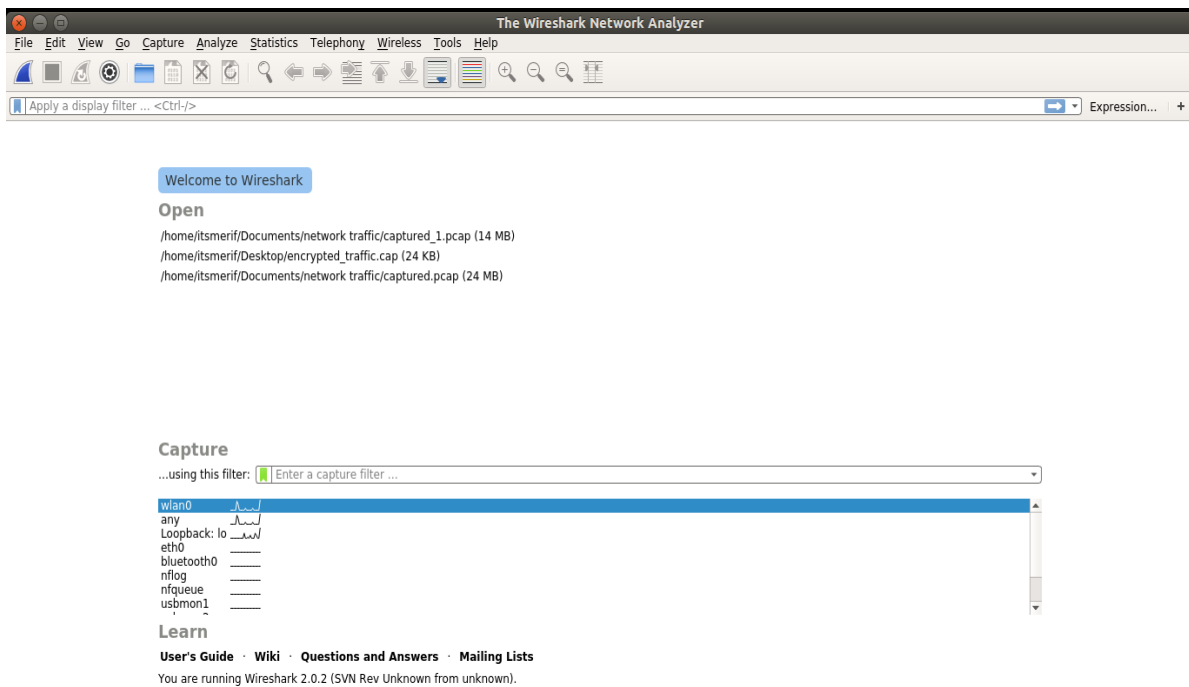 The Wireshark Network Analyzer
File Edit View Go Capture Analyze Statistics Telephony Wireless Tools Help
Apply a display filter ... <Ctrl-/> Expression... +
Welcome to Wireshark
Open
/home/itsmerif/Documents/network traffic/captured_1.pcap (14 MB)
/home/itsmerif/Desktop/encrypted_traffic.cap (24 KB)
/home/itsmerif/Documents/network traffic/captured.pcap (24 MB)
Capture
...using this filter: Enter a capture filter ...
wlan0
any
Loopback: lo
eth0
bluetooth0
nflog
nfqueue
usbmon1
Learn
User's Guide · Wiki · Questions and Answers · Mailing Lists
You are running Wireshark 2.0.2 (SVN Rev Unknown from unknown).